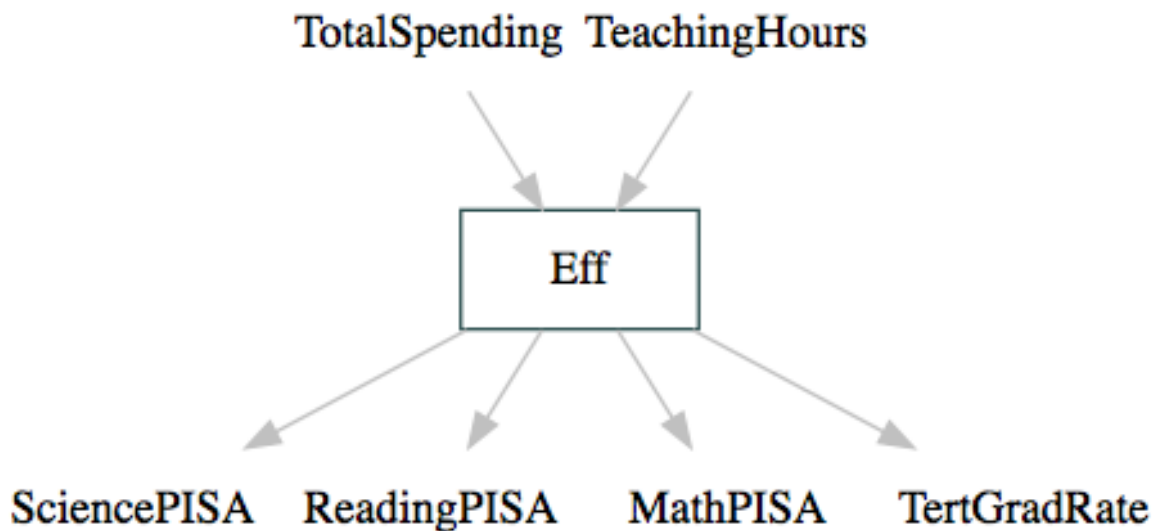 TotalSpending TeachingHours
Eff
SciencePISA ReadingPISA MathPISA TertGradRate